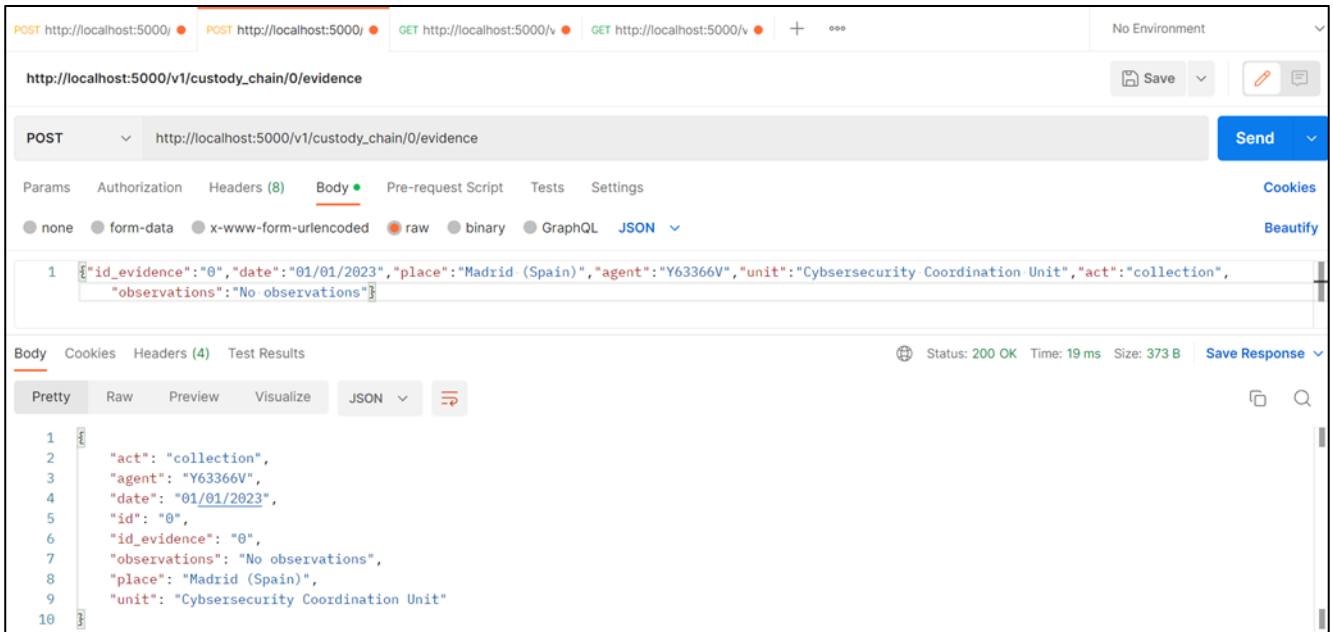 POST http://localhost:5000/ POST http://localhost:5000/ GET http://localhost:5000/v GET http://localhost:5000/v + ooo No Environment
http://localhost:5000/v1/custody_chain/0/evidence Save
POST http://localhost:5000/v1/custody_chain/0/evidence Send
Params Authorization Headers (8) Body Pre-request Script Tests Settings Cookies
none form-data x-www-form-urlencoded raw binary GraphQL JSON Beautify
1 {"id_evidence":"0","date":"01/01/2023","place":"Madrid (Spain)","agent":"Y63366V","unit":"Cybsersecurity Coordination Unit","act":"collection",
"observations":"No observations"}
Body Cookies Headers (4) Test Results Status: 200 OK Time: 19 ms Size: 373 B Save Response
Pretty Raw Preview Visualize JSON
1 {
2 "act": "collection",
3 "agent": "Y63366V",
4 "date": "01/01/2023",
5 "id": "0",
6 "id_evidence": "0",
7 "observations": "No observations",
8 "place": "Madrid (Spain)",
9 "unit": "Cybsersecurity Coordination Unit"
10 }